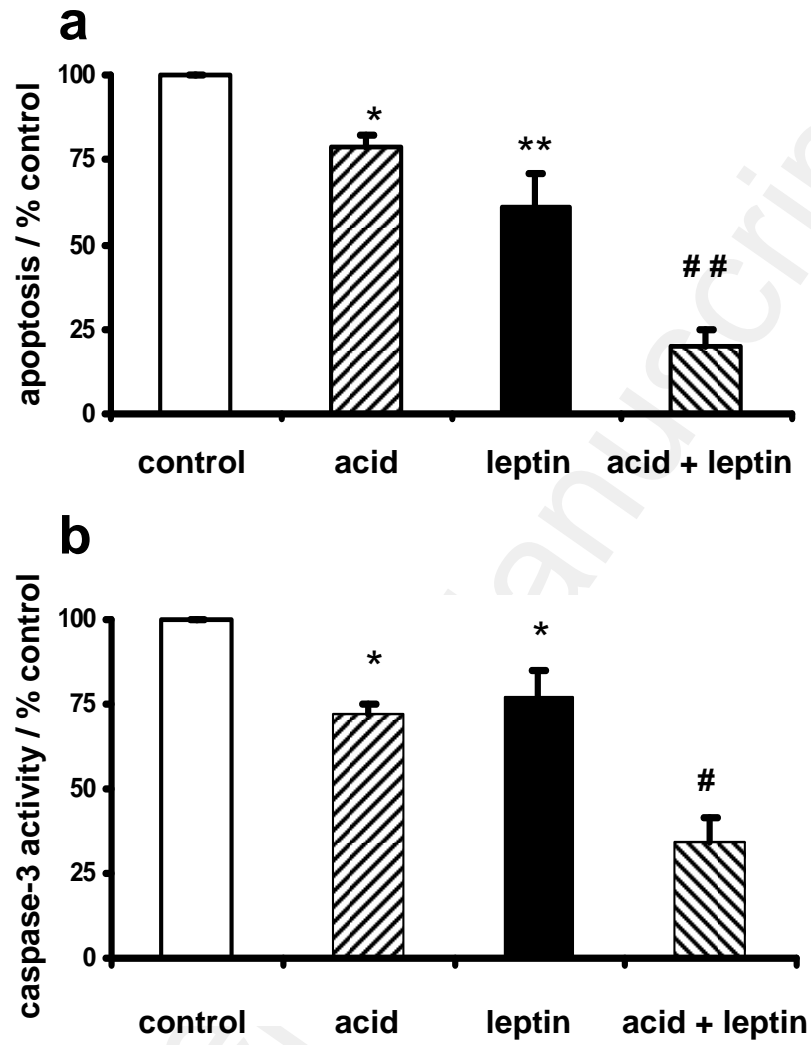 a
apoptosis / % control
100
75
50
25
0
*
**
# #
control acid leptin acid + leptin
b
caspase-3 activity / % control
100
75
50
25
0
*
*
#
control acid leptin acid + leptin